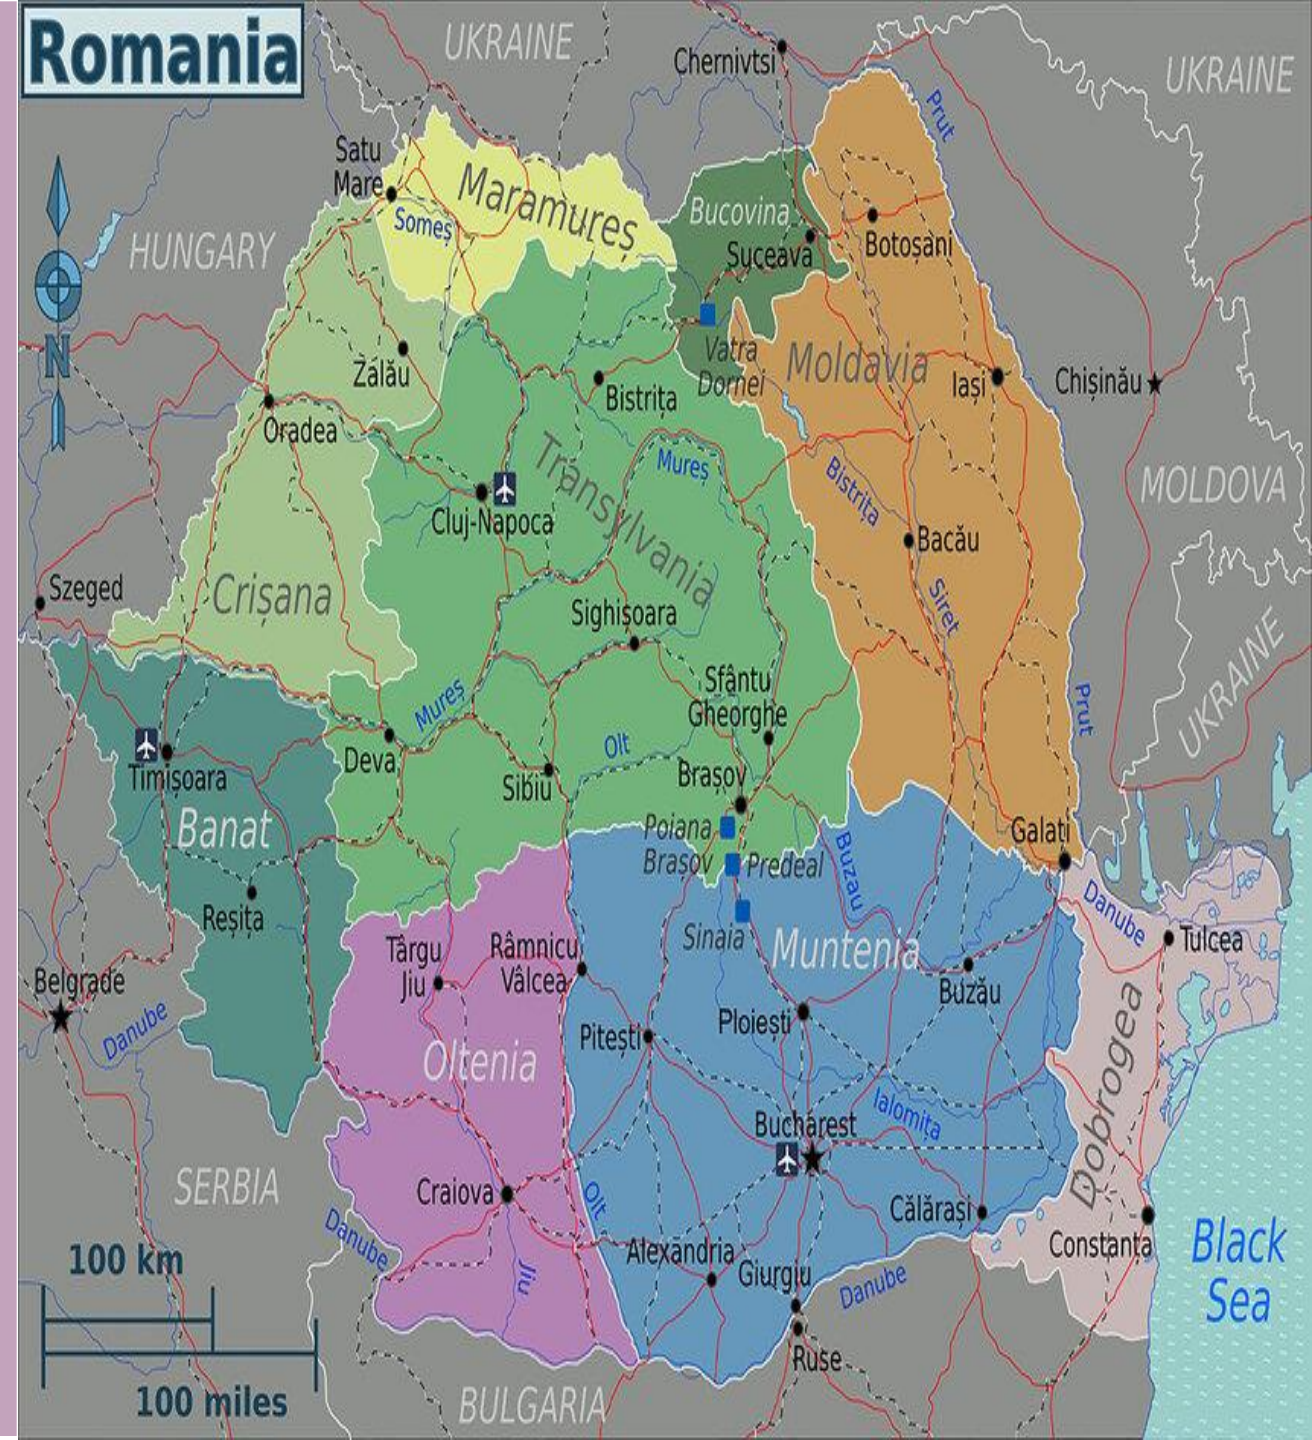 Romania
UKRAINE
UKRAINE
Chernivtsi
Prut
Satu
Mare
Maramureș
Someș
Bucovina
Suceava
Botoșani
HUNGARY
N
Zalău
Vatra
Dornei
Moldavia
Iași
Chișinău
Bistrița
Oradea
Transylvania
Mureș
Bistrița
MOLDOVA
Cluj-Napoca
Bacău
Szeged
Crișana
Sighișoara
Siret
UKRAINE
Sfântu
Gheorghe
Mureș
Prut
Olt
Deva
Timișoara
Sibiu
Brașov
Banat
Poiana
Brașov
Predeal
Buzau
Galați
Reșița
Danube
Târgu
Jiu
Râmnicu
Vâlcea
Sinaia
Muntenia
Tulcea
Belgrade
Buzău
Danube
Pitești
Ploiești
Oltenia
Dobrogea
Bucharest
Ialomița
SERBIA
Craiova
Olt
Călărași
Danube
Constanța
Black
Sea
100 km
Jiu
Alexandria
Giurgiu
Danube
Ruse
100 miles
BULGARIA